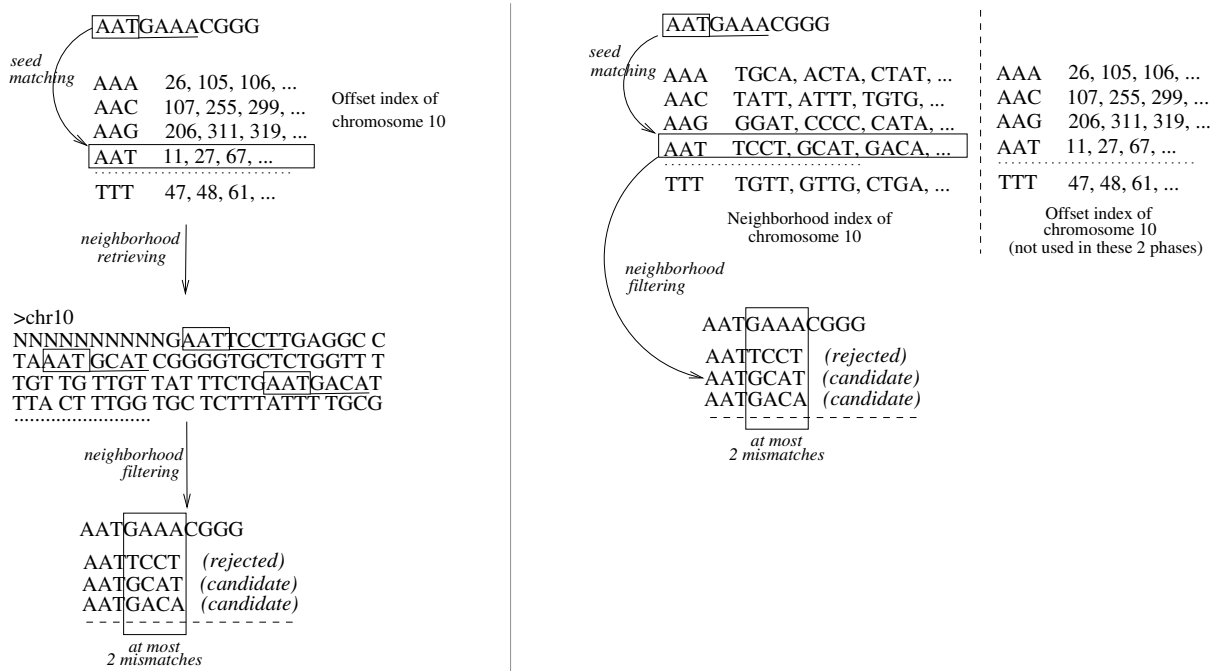 AATGAAACGGG
seed
matching
AAA 26, 105, 106, ...
AAC 107, 255, 299, ...
AAG 206, 311, 319, ...
AAT 11, 27, 67, ...
TTT 47, 48, 61, ...
Offset index of
chromosome 10
neighborhood
retrieving
>chr10
NNNNNNNNNNGAATTCCTTGAGGC C
TAAAT GCAT CGGGGTGCTCTGGTTT T
TGT TG TTGT TAT TTCTGAATGACAT
TTA CT TTGG TGC TCTTTATTT TGCG
neighborhood
filtering
AATGAAACGGG
AATTCCT (rejected)
AATGCAT (candidate)
AATGACA (candidate)
at most
2 mismatches
AATGAAACGGG
seed
matching
AAA TGCA, ACTA, CTAT, ...
AAC TATT, ATTT, TGTG, ...
AAG GGAT, CCCC, CATA, ...
AAT TCCT, GCAT, GACA, ...
TTT TGTT, GTTG, CTGA, ...
Neighborhood index of
chromosome 10
AAA 26, 105, 106, ...
AAC 107, 255, 299, ...
AAG 206, 311, 319, ...
AAT 11, 27, 67, ...
TTT 47, 48, 61, ...
Offset index of
chromosome 10
(not used in these 2 phases)
neighborhood
filtering
AATGAAACGGG
AATTCCT (rejected)
AATGCAT (candidate)
AATGACA (candidate)
at most
2 mismatches